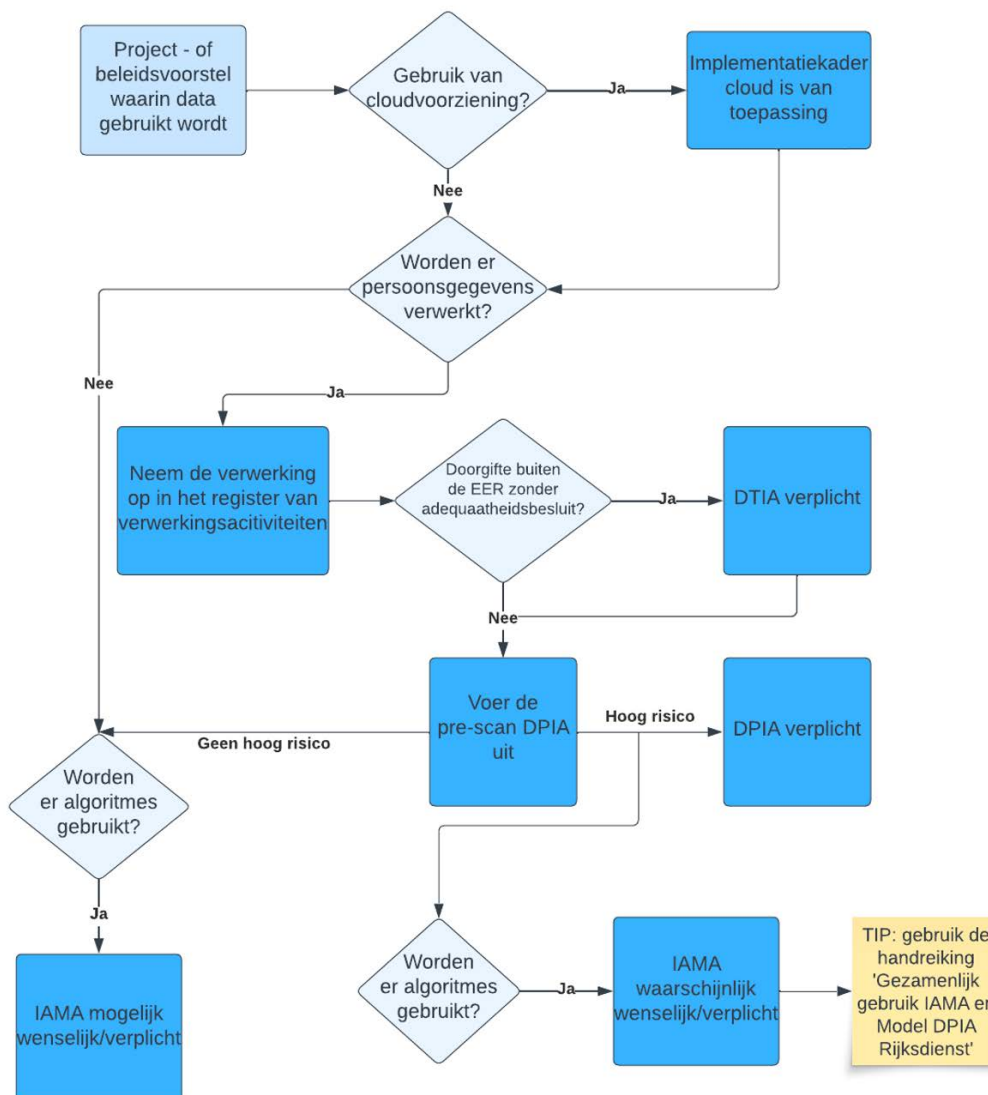 Project - of
beleidsvoorstel
waarin data
gebruikt wordt
Gebruik van
cloudvoorziening?
Ja
Implementatiekader
cloud is van
toepassing
Nee
Worden er
persoonsgegevens
verwerkt?
Nee
Ja
Neem de verwerking
op in het register van
verwerkingsacitiviteiten
Doorgifte buiten
de EER zonder
adequaatheidsbesluit?
Ja
DTIA verplicht
Nee
Voer de
pre-scan DPIA
uit
Hoog risico
DPIA verplicht
Geen hoog risico
Worden
er algoritmes
gebruikt?
Ja
IAMA mogelijk
wenselijk/verplicht
Worden
er algoritmes
gebruikt?
Ja
IAMA
waarschijnlijk
wenselijk/verplicht
TIP: gebruik de
handreiking
'Gezamenlijk
gebruik IAMA en
Model DPIA
Rijksdienst'